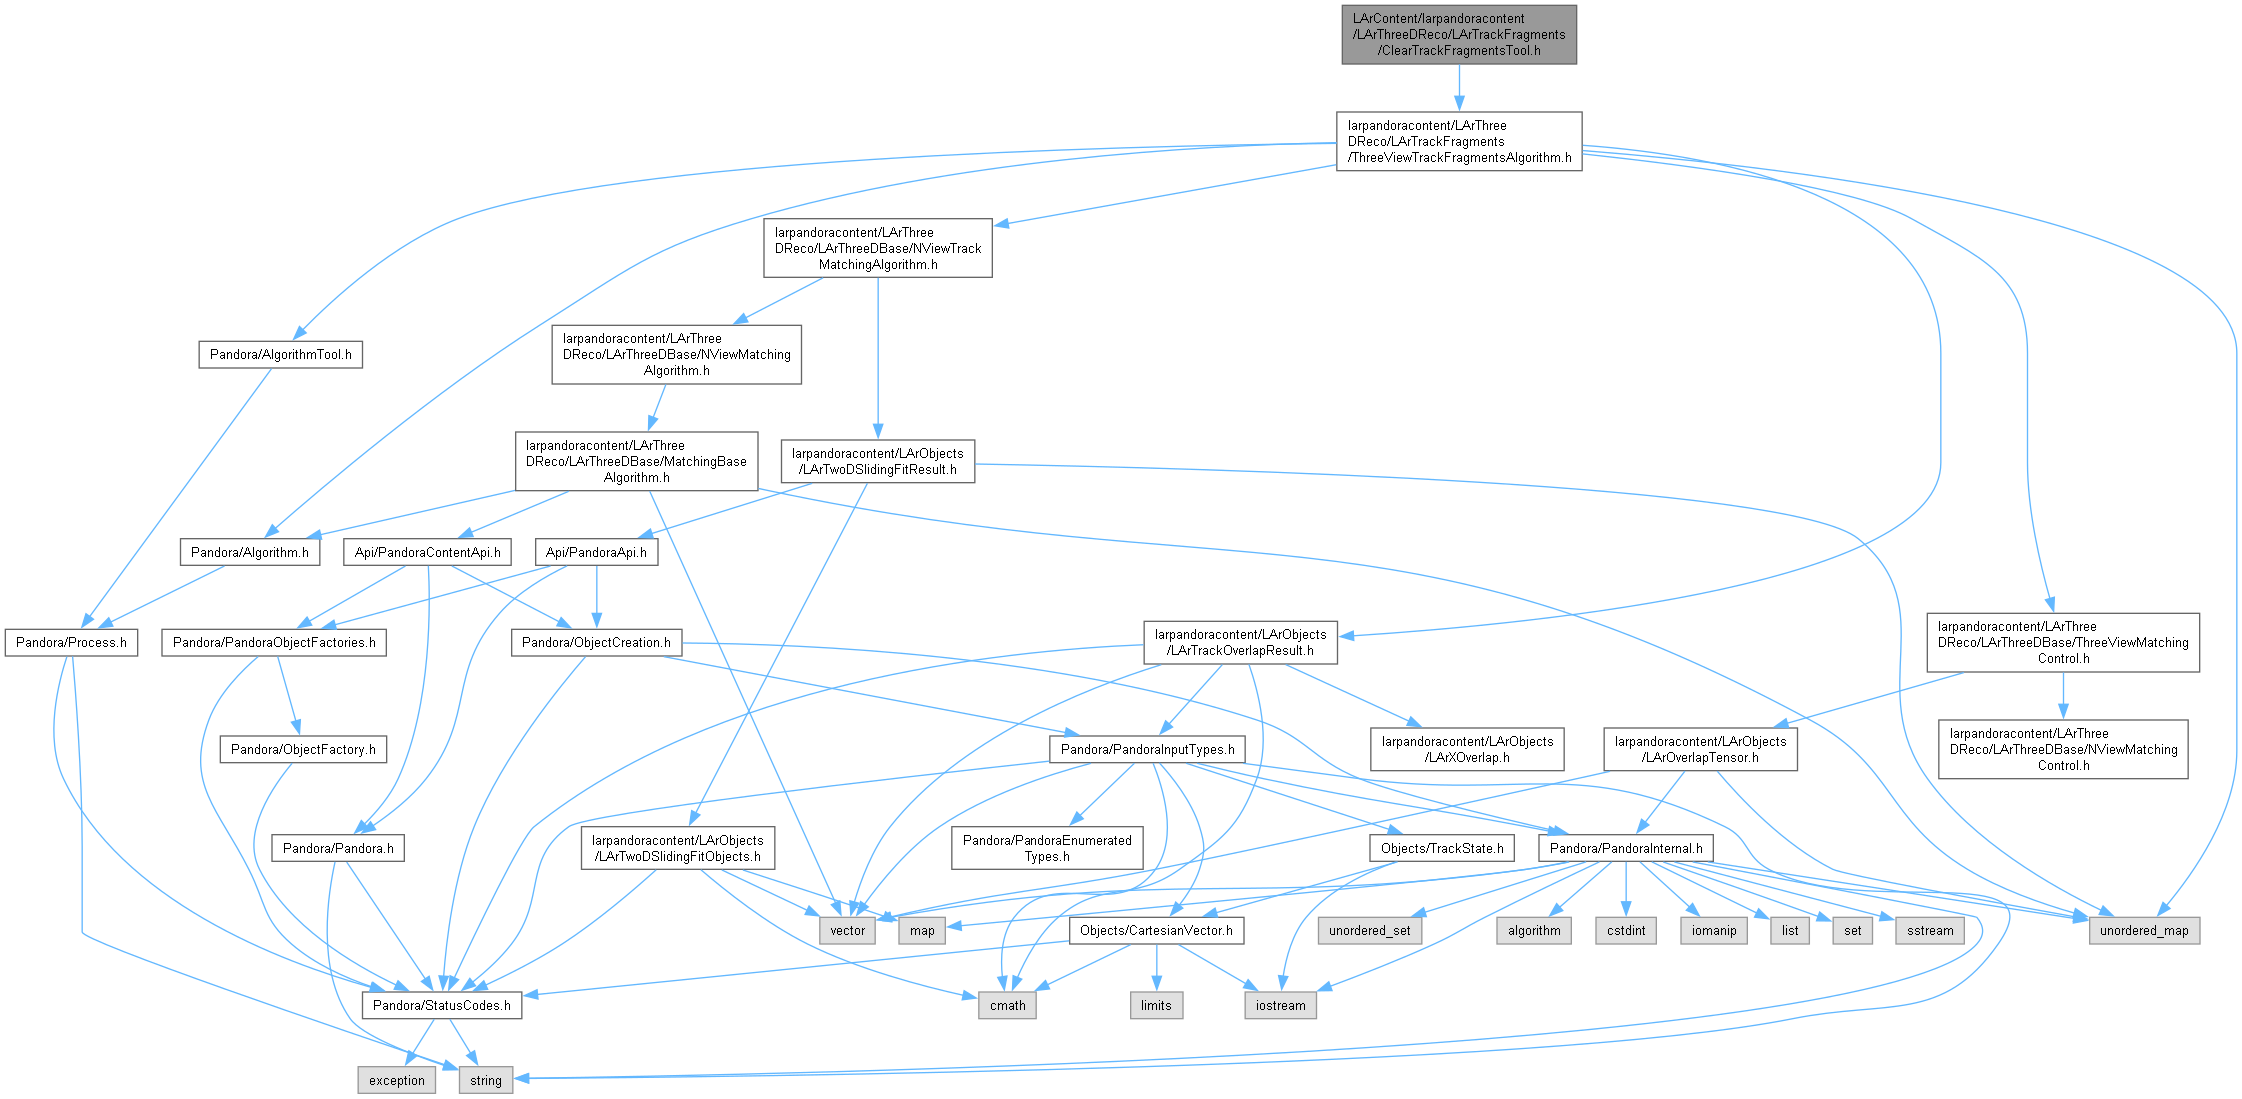 LArContent/larpandoracontent
/LArThreeDReco/LArTrackFragments
/ClearTrackFragmentsTool.h
larpandoracontent/LArThree
DReco/LArTrackFragments
/ThreeViewTrackFragmentsAlgorithm.h
larpandoracontent/LArThree
DReco/LArThreeDBase/NViewTrack
MatchingAlgorithm.h
Pandora/AlgorithmTool.h
larpandoracontent/LArThree
DReco/LArThreeDBase/NViewMatching
Algorithm.h
larpandoracontent/LArThree
DReco/LArThreeDBase/MatchingBase
Algorithm.h
larpandoracontent/LArObjects
/LArTwoDSlidingFitResult.h
Pandora/Algorithm.h
Api/PandoraContentApi.h
Api/PandoraApi.h
Pandora/Process.h
Pandora/PandoraObjectFactories.h
Pandora/ObjectCreation.h
larpandoracontent/LArObjects
/LArTrackOverlapResult.h
larpandoracontent/LArThree
DReco/LArThreeDBase/ThreeViewMatching
Control.h
Pandora/ObjectFactory.h
Pandora/PandoraInputTypes.h
larpandoracontent/LArObjects
/LArXOverlap.h
larpandoracontent/LArObjects
/LArOverlapTensor.h
larpandoracontent/LArThree
DReco/LArThreeDBase/NViewMatching
Control.h
Pandora/Pandora.h
larpandoracontent/LArObjects
/LArTwoDSlidingFitObjects.h
Pandora/PandoraEnumerated
Types.h
Objects/TrackState.h
Pandora/PandoraInternal.h
vector
map
Objects/CartesianVector.h
unordered_set
algorithm
cstdint
iomanip
list
set
sstream
unordered_map
Pandora/StatusCodes.h
cmath
limits
iostream
exception
string